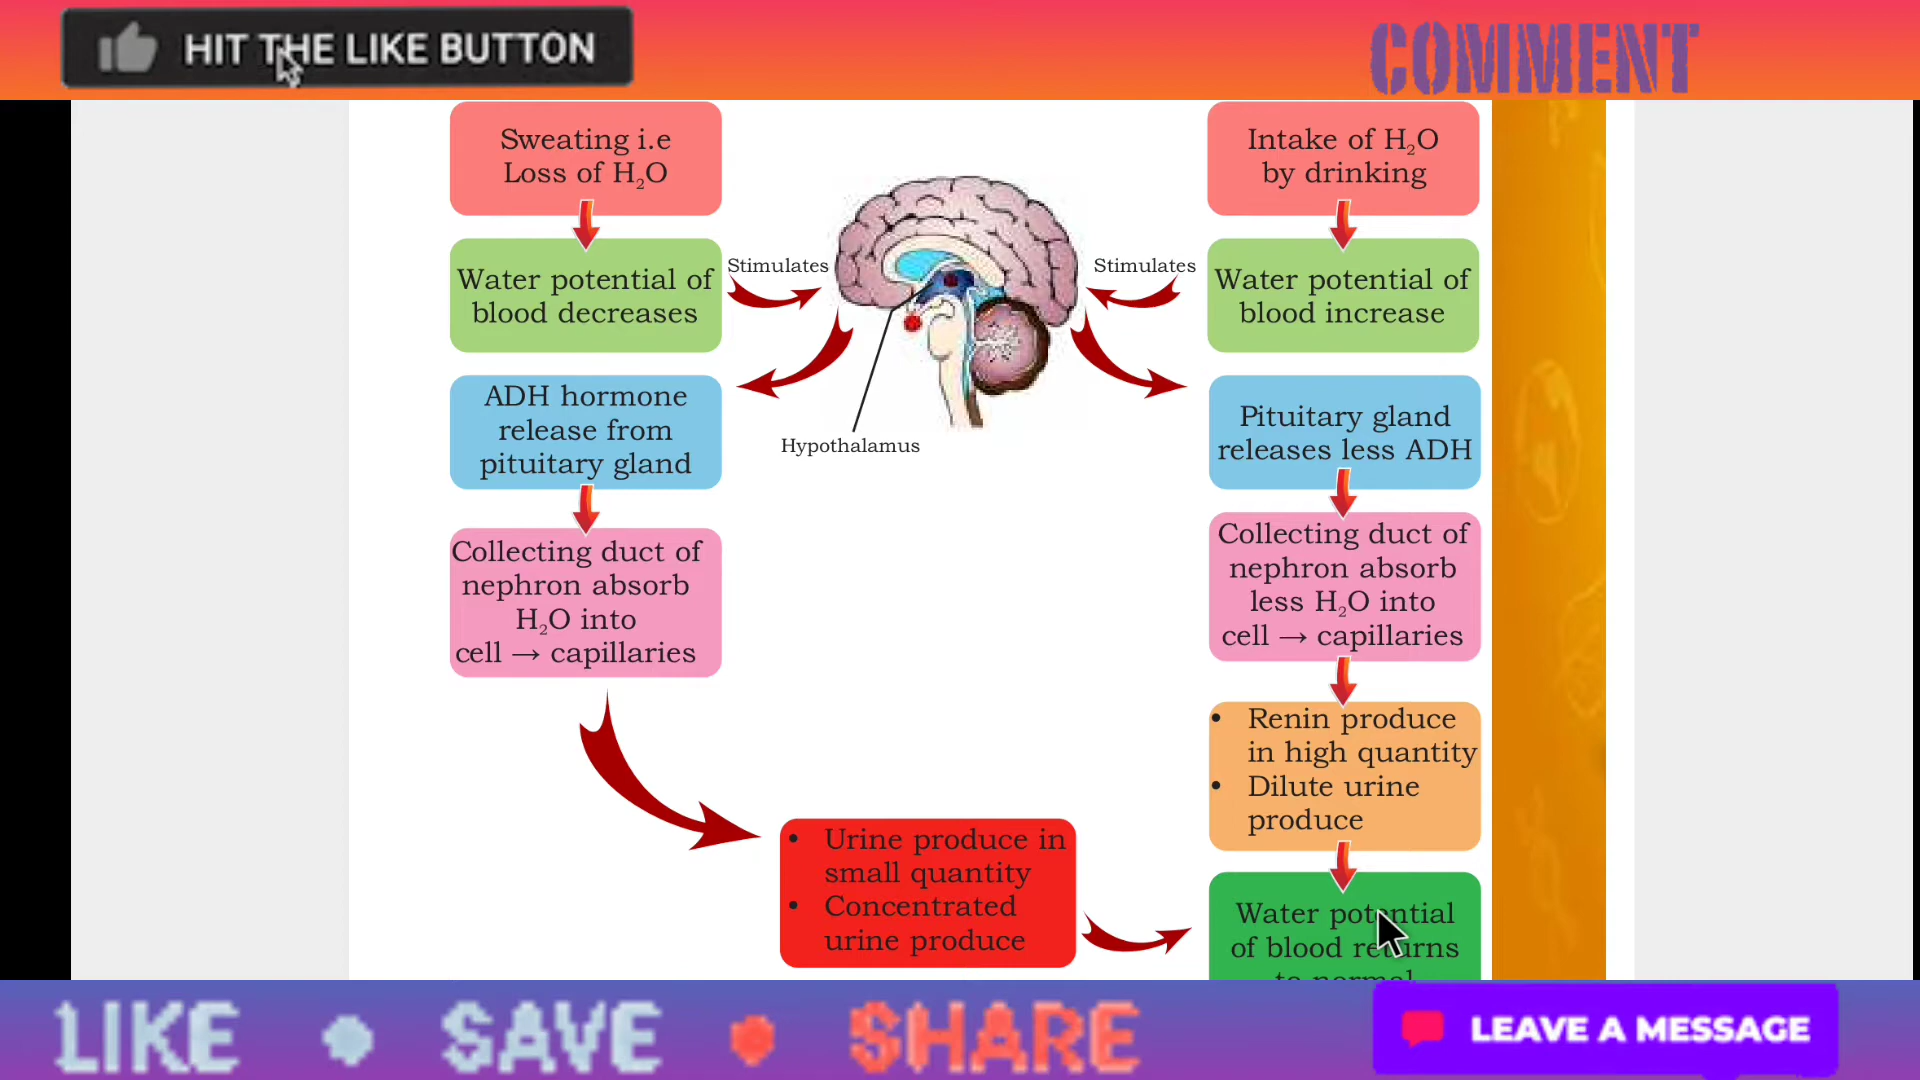 HIT THE LIKE BUTTON
COMMENT
Sweating i.e
Loss of H₂O
Water potential of
blood decreases
ADH hormone
release from
pituitary gland
Collecting duct of
nephron absorb
H₂O into
cell → capillaries
Stimulates
Stimulates
Hypothalamus
• Urine produce in
small quantity
• Concentrated
urine produce
Intake of H₂O
by drinking
Water potential of
blood increase
Pituitary gland
releases less ADH
Collecting duct of
nephron absorb
less H₂O into
cell → capillaries
• Renin produce
in high quantity
• Dilute urine
produce
Water potential
of blood returns
to normal
LIKE SAVE SHARE
LEAVE A MESSAGE